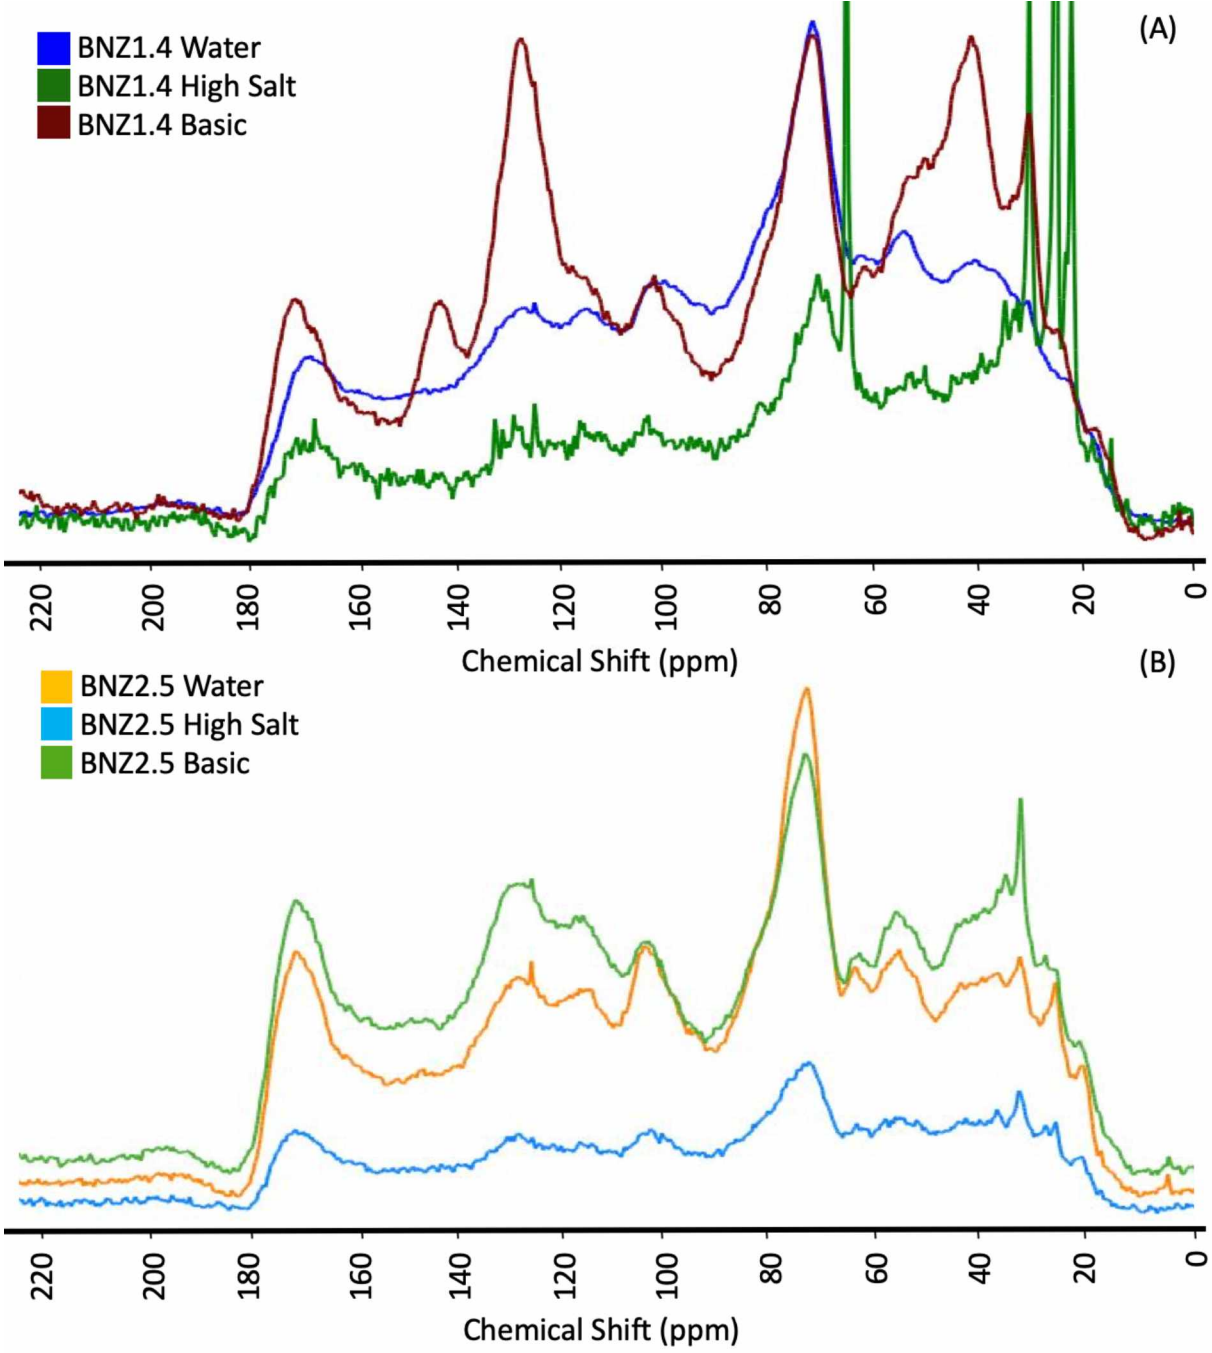 (A)
BNZ1.4 Water
BNZ1.4 High Salt
BNZ1.4 Basic
220 200 180 160 140 120 100 80 60 40 20 0
Chemical Shift (ppm)
(B)
BNZ2.5 Water
BNZ2.5 High Salt
BNZ2.5 Basic
220 200 180 160 140 120 100 80 60 40 20 0
Chemical Shift (ppm)